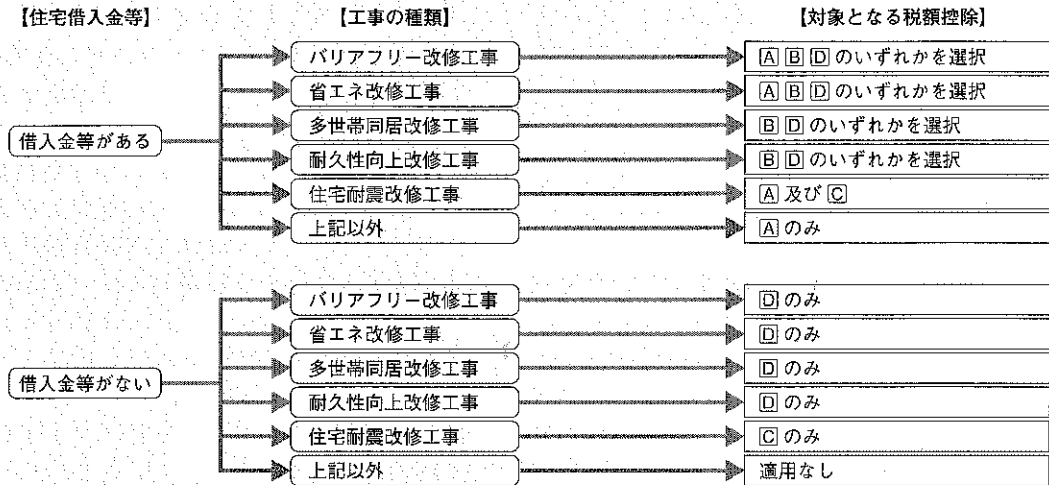 【住宅借入金等】 【工事の種類】 【対象となる税額控除】
バリアフリー改修工事 A B D のいずれかを選択
省エネ改修工事 A B D のいずれかを選択
多世帯同居改修工事 B D のいずれかを選択
借入金等がある
耐久性向上改修工事 B D のいずれかを選択
住宅耐震改修工事 A 及び C
上記以外 A のみ
バリアフリー改修工事 D のみ
省エネ改修工事 D のみ
多世帯同居改修工事 D のみ
借入金等がない
耐久性向上改修工事 D のみ
住宅耐震改修工事 C のみ
上記以外 適用なし